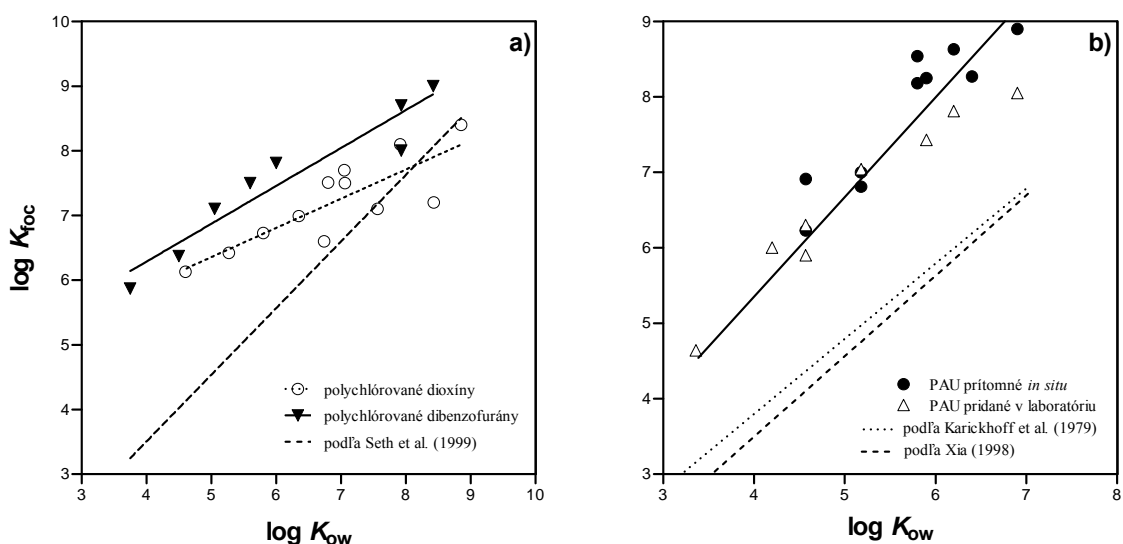 a)
10
9
8
7
6
5
4
3
log Kfoc
3 4 5 6 7 8 9 10
log Kow
polychlórované dioxíny
polychlórované dibenzofurány
podľa Seth et al. (1999)
b)
9
8
7
6
5
4
3
3 4 5 6 7 8
log Kow
PAU prítomné in situ
PAU pridané v laboratóriu
podľa Karickhoff et al. (1979)
podľa Xia (1998)